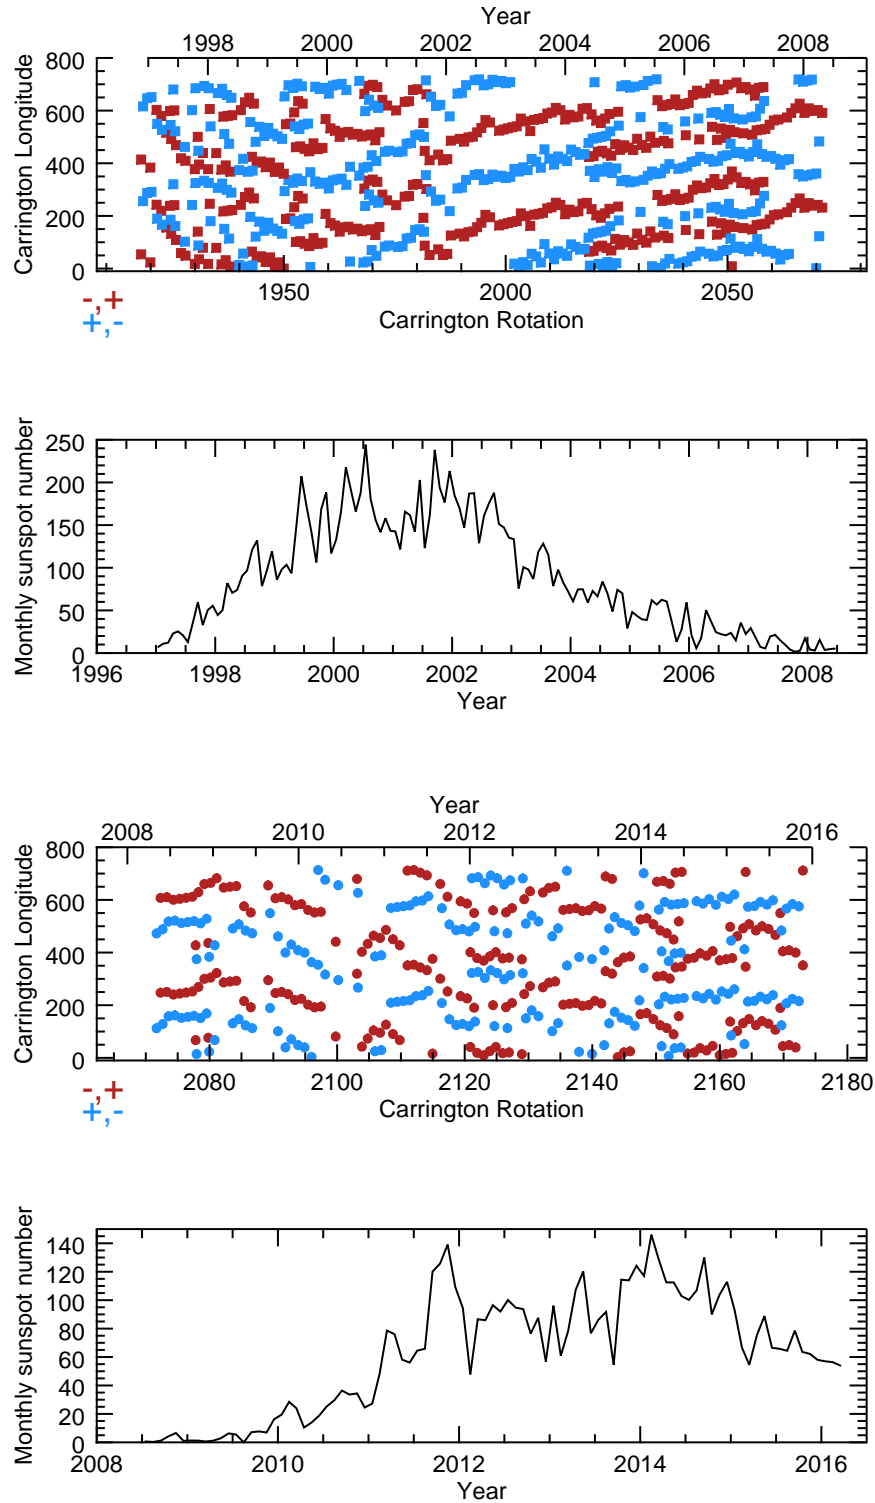 Year
1998 2000 2002 2004 2006 2008
800
600
400
200
0
Carrington Longitude
1950 2000 2050
Carrington Rotation
-,+
+,-
250
200
150
100
50
0
Monthly sunspot number
1996 1998 2000 2002 2004 2006 2008
Year
Year
2008 2010 2012 2014 2016
800
600
400
200
0
Carrington Longitude
2080 2100 2120 2140 2160 2180
Carrington Rotation
-,+
+,-
140
120
100
80
60
40
20
0
Monthly sunspot number
2008 2010 2012 2014 2016
Year